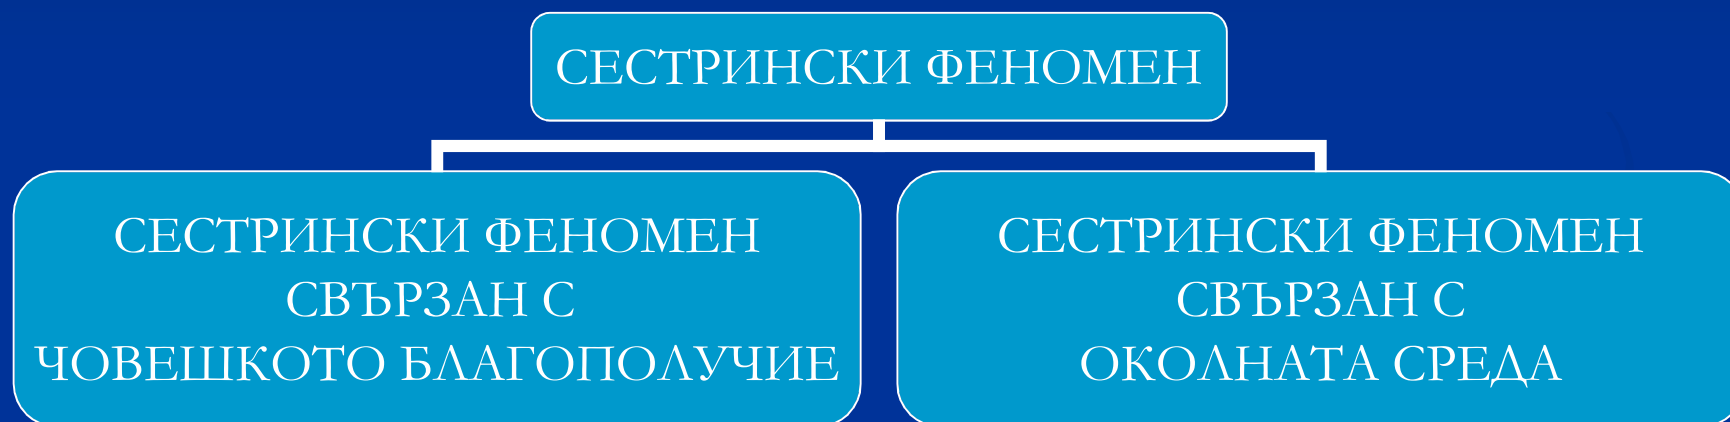 СЕСТРИНСКИ ФЕНОМЕН
СЕСТРИНСКИ ФЕНОМЕН
СВЪРЗАН С
ЧОВЕШКОТО БЛАГОПОЛУЧИЕ
СЕСТРИНСКИ ФЕНОМЕН
СВЪРЗАН С
ОКОЛНАТА СРЕДА